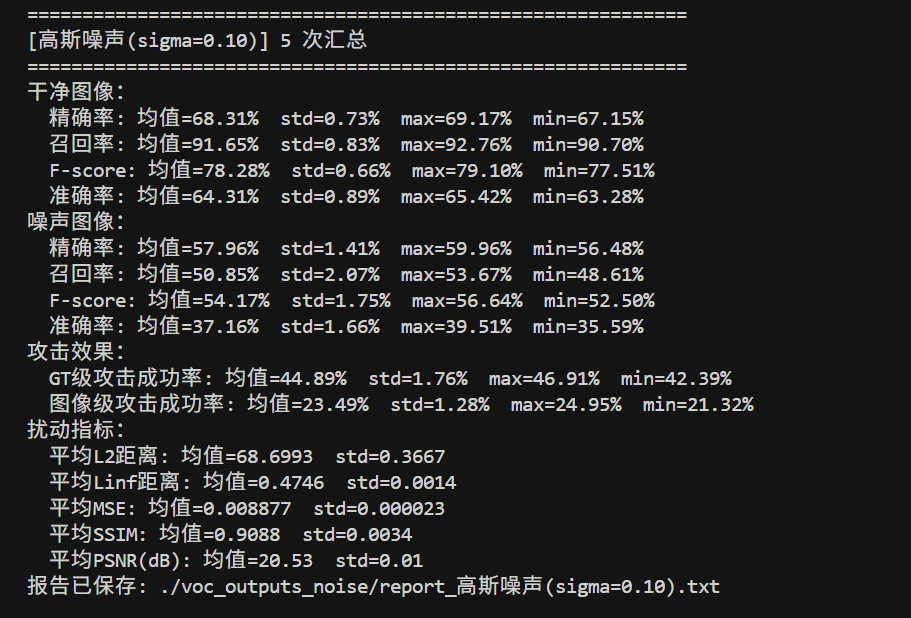 ============================================================
[高斯噪声(sigma=0.10)] 5 次汇总
============================================================
干净图像:
  精确率: 均值=68.31%  std=0.73%  max=69.17%  min=67.15%
  召回率: 均值=91.65%  std=0.83%  max=92.76%  min=90.70%
  F-score: 均值=78.28%  std=0.66%  max=79.10%  min=77.51%
  准确率: 均值=64.31%  std=0.89%  max=65.42%  min=63.28%
噪声图像:
  精确率: 均值=57.96%  std=1.41%  max=59.96%  min=56.48%
  召回率: 均值=50.85%  std=2.07%  max=53.67%  min=48.61%
  F-score: 均值=54.17%  std=1.75%  max=56.64%  min=52.50%
  准确率: 均值=37.16%  std=1.66%  max=39.51%  min=35.59%
攻击效果:
  GT级攻击成功率: 均值=44.89%  std=1.76%  max=46.91%  min=42.39%
  图像级攻击成功率: 均值=23.49%  std=1.28%  max=24.95%  min=21.32%
扰动指标:
  平均L2距离: 均值=68.6993  std=0.3667
  平均Linf距离: 均值=0.4746  std=0.0014
  平均MSE: 均值=0.008877  std=0.000023
  平均SSIM: 均值=0.9088  std=0.0034
  平均PSNR(dB): 均值=20.53  std=0.01
报告已保存: ./voc_outputs_noise/report_高斯噪声(sigma=0.10).txt